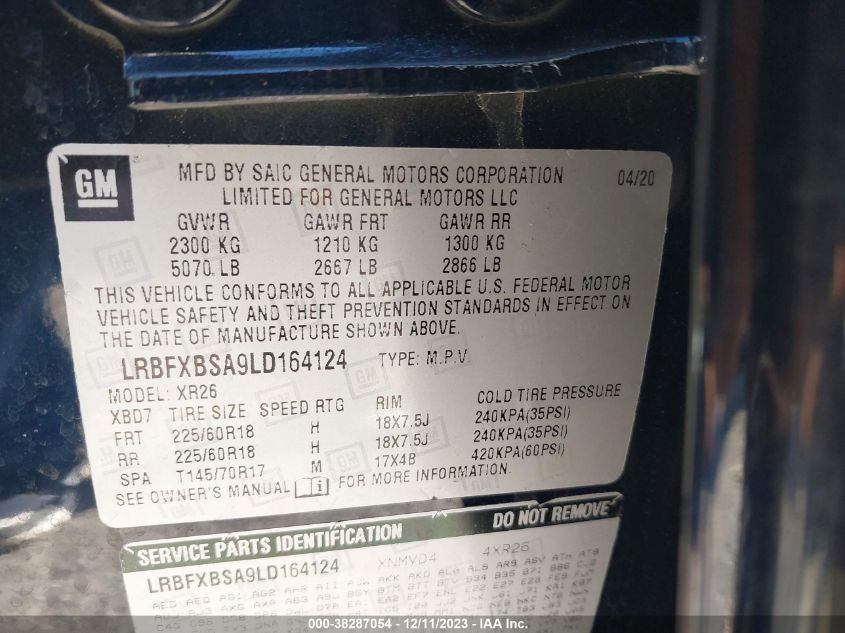 GM
MFD BY SAIC GENERAL MOTORS CORPORATION 04/20
LIMITED FOR GENERAL MOTORS LLC
GVWR GAWR FRT GAWR RR
2300 KG 1210 KG 1300 KG
5070 LB 2667 LB 2866 LB
THIS VEHICLE CONFORMS TO ALL APPLICABLE U.S. FEDERAL MOTOR
VEHICLE SAFETY AND THEFT PREVENTION STANDARDS IN EFFECT ON
THE DATE OF MANUFACTURE SHOWN ABOVE.
LRBFXBSA9LD164124 TYPE: M.P.V.
MODEL: XR26
XBD7 TIRE SIZE SPEED RTG RIM COLD TIRE PRESSURE
FRT 225/60R18 H 18X7.5J 240KPA(35PSI)
RR 225/60R18 H 18X7.5J 240KPA(35PSI)
SPA T145/70R17 M 17X4B 420KPA(60PSI)
SEE OWNER'S MANUAL FOR MORE INFORMATION
SERVICE PARTS IDENTIFICATION DO NOT REMOVE
LRBFXBSA9LD164124 XNMVD4 4XR26
000-38287054 - 12/11/2023 - IAA Inc.